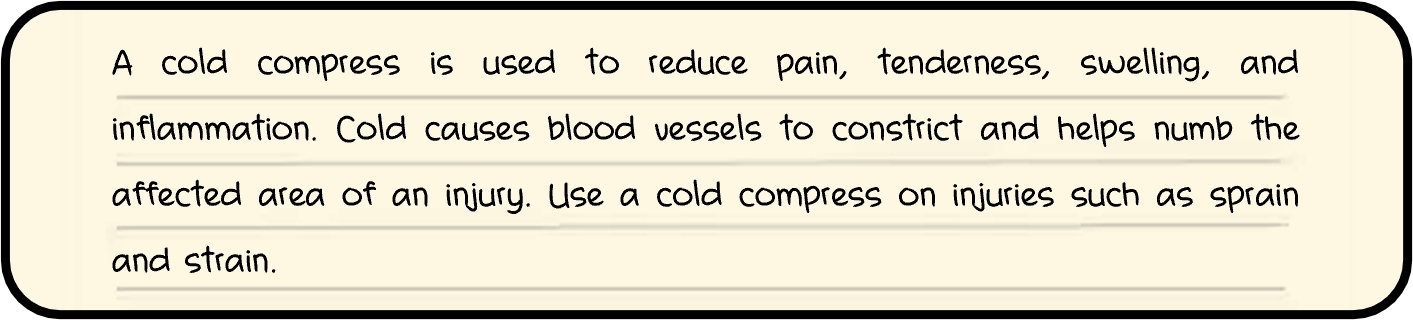 A cold compress is used to reduce pain, tenderness, swelling, and
inflammation. Cold causes blood vessels to constrict and helps numb the
affected area of an injury. Use a cold compress on injuries such as sprain
and strain.